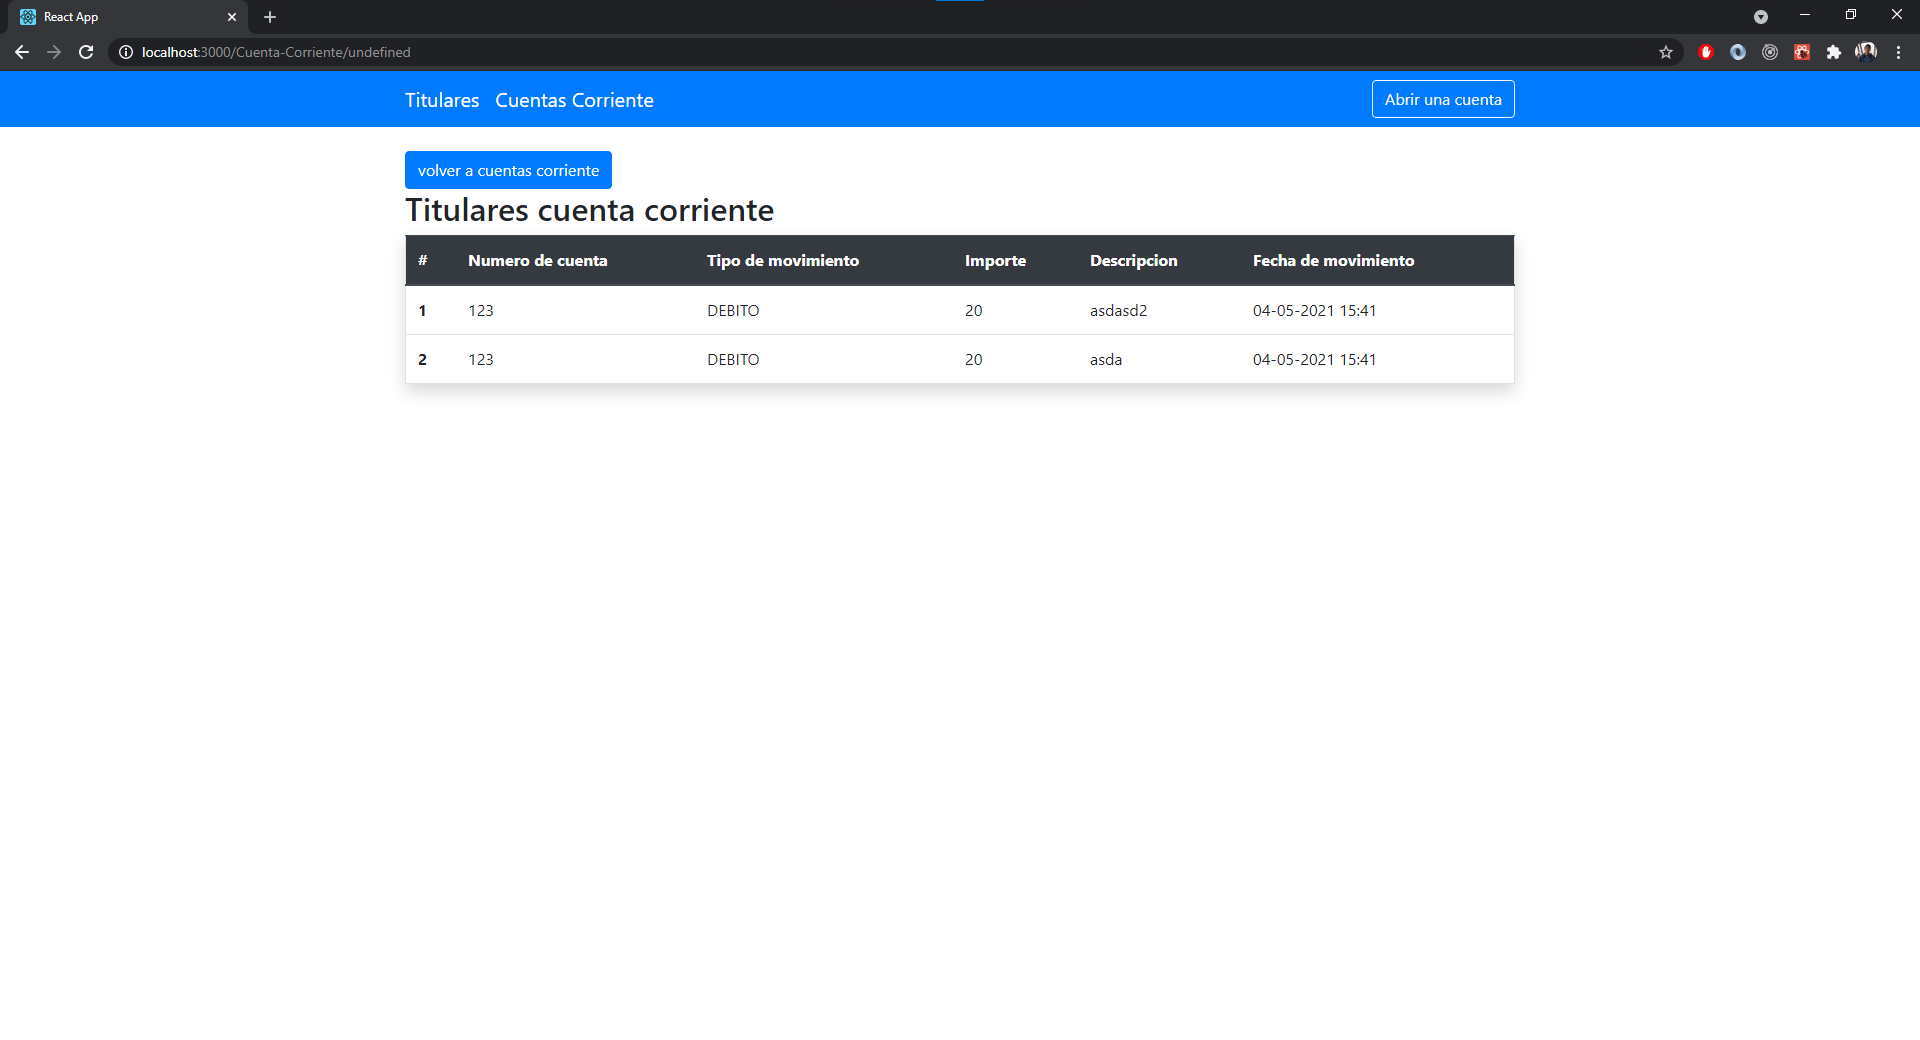 React App
localhost:3000/Cuenta-Corriente/undefined
Titulares Cuentas Corriente Abrir una cuenta
volver a cuentas corriente
Titulares cuenta corriente
# Numero de cuenta Tipo de movimiento Importe Descripcion Fecha de movimiento
1 123 DEBITO 20 asdasd2 04-05-2021 15:41
2 123 DEBITO 20 asda 04-05-2021 15:41